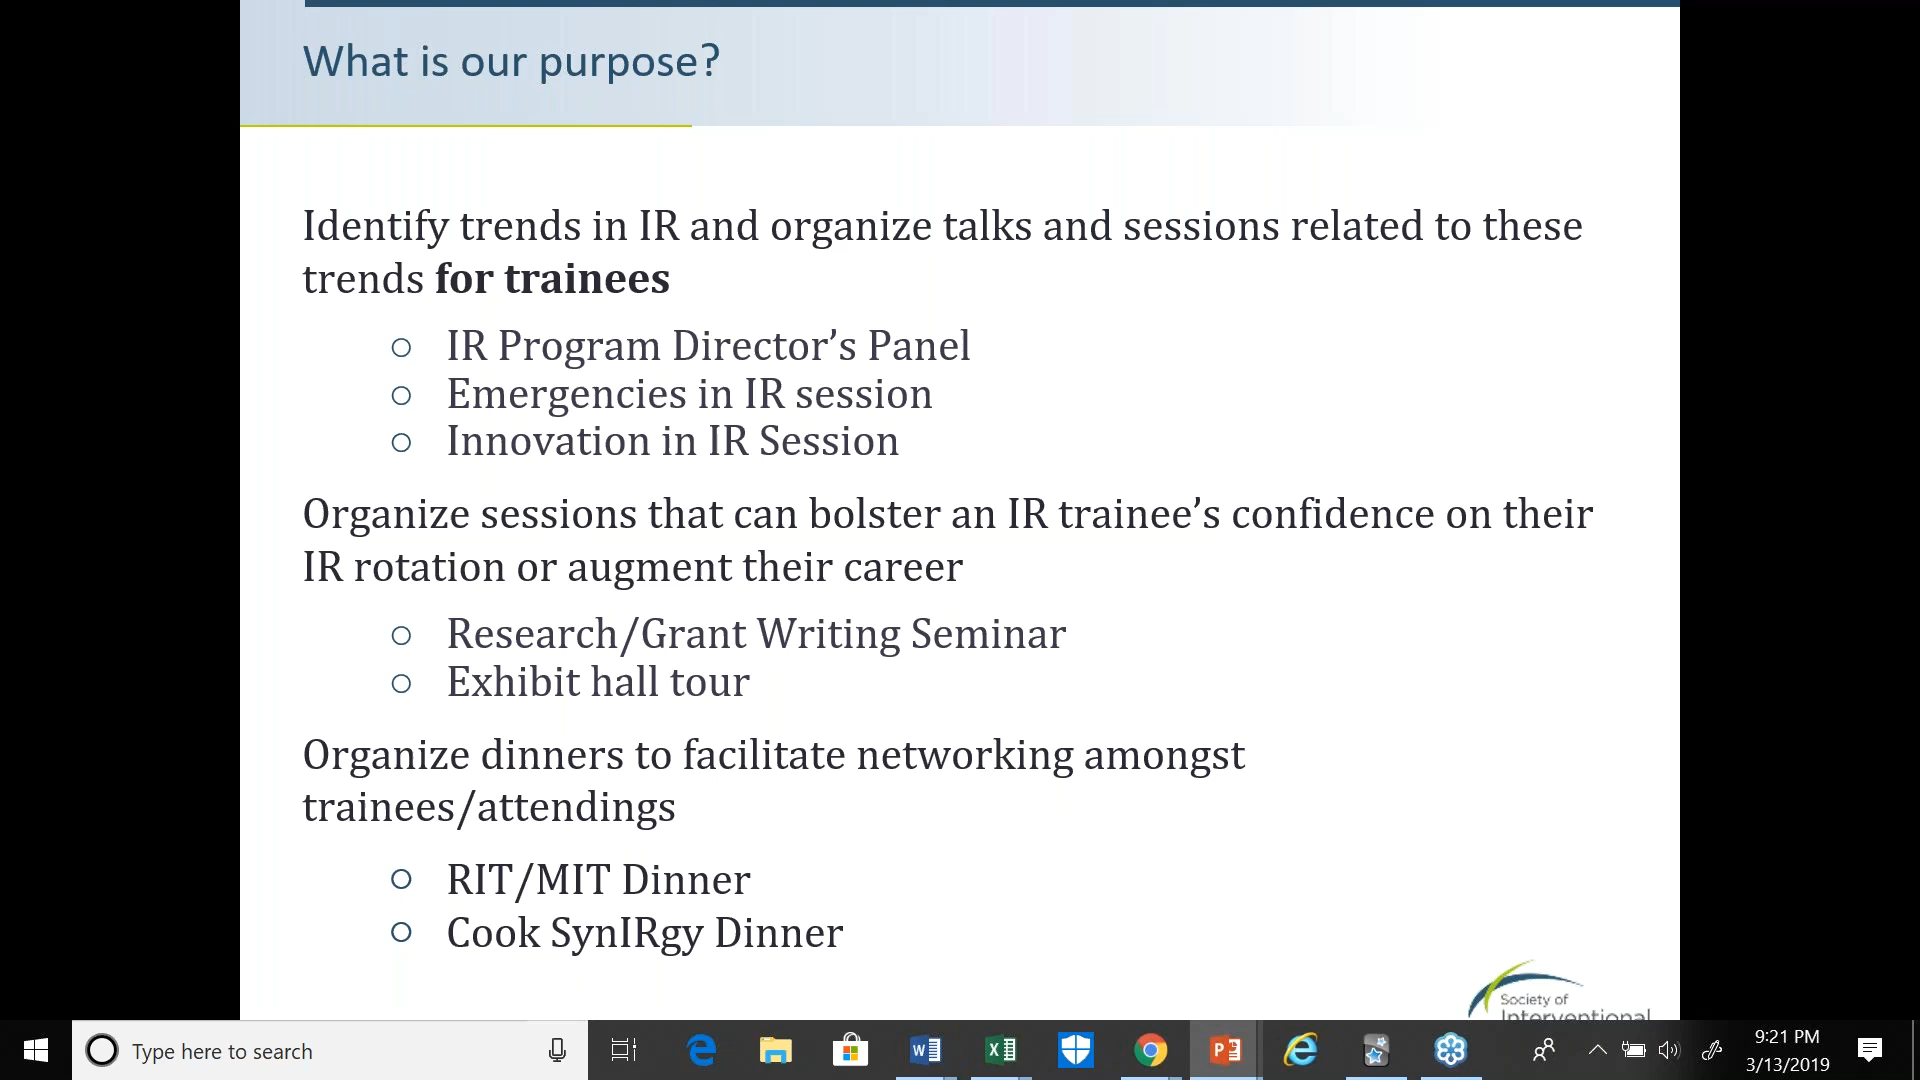 What is our purpose?
Identify trends in IR and organize talks and sessions related to these
trends for trainees
○ IR Program Director’s Panel
○ Emergencies in IR session
○ Innovation in IR Session
Organize sessions that can bolster an IR trainee’s confidence on their
IR rotation or augment their career
○ Research/Grant Writing Seminar
○ Exhibit hall tour
Organize dinners to facilitate networking amongst
trainees/attendings
○ RIT/MIT Dinner
○ Cook SynIRgy Dinner
Society of
Interventional
Type here to search
9:21 PM
3/13/2019